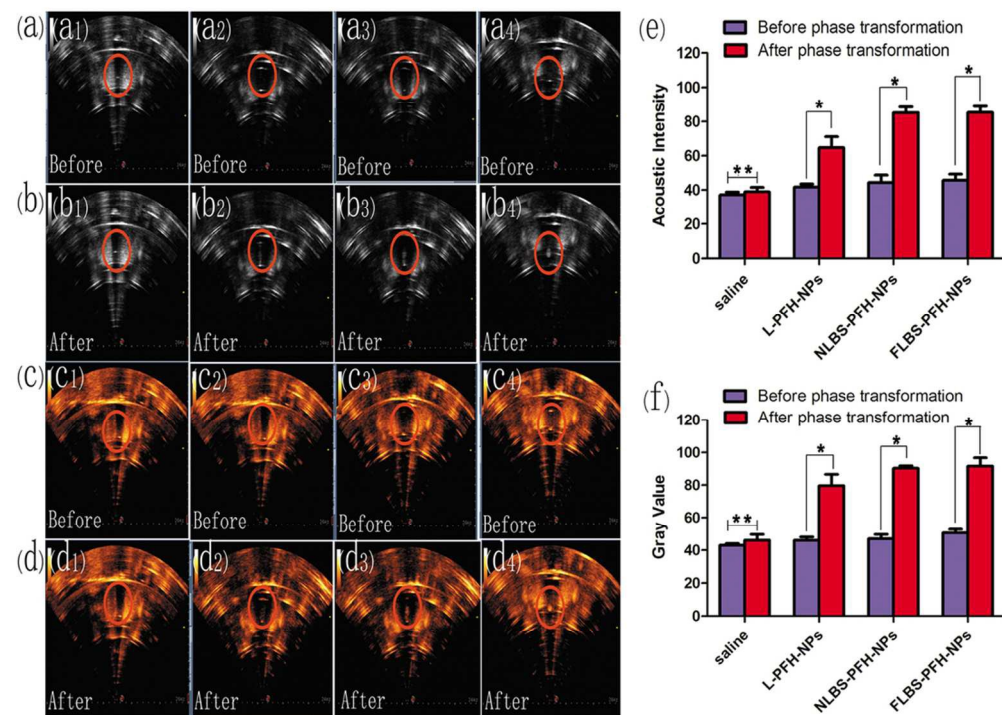 (a)
(a1)
(a2)
(a3)
(a4)
Before
Before
Before
Before
(b)
(b1)
(b2)
(b3)
(b4)
After
After
After
After
(c)
(c1)
(c2)
(c3)
(c4)
Before
Before
Before
Before
(d)
(d1)
(d2)
(d3)
(d4)
After
After
After
After
(e)
Before phase transformation
After phase transformation
Acoustic Intensity
120
100
80
60
40
20
0
**
*
*
*
saline
L-PFH-NPs
NLBS-PFH-NPs
FLBS-PFH-NPs
(f)
Before phase transformation
After phase transformation
Gray Value
120
100
80
60
40
20
0
**
*
*
*
saline
L-PFH-NPs
NLBS-PFH-NPs
FLBS-PFH-NPs